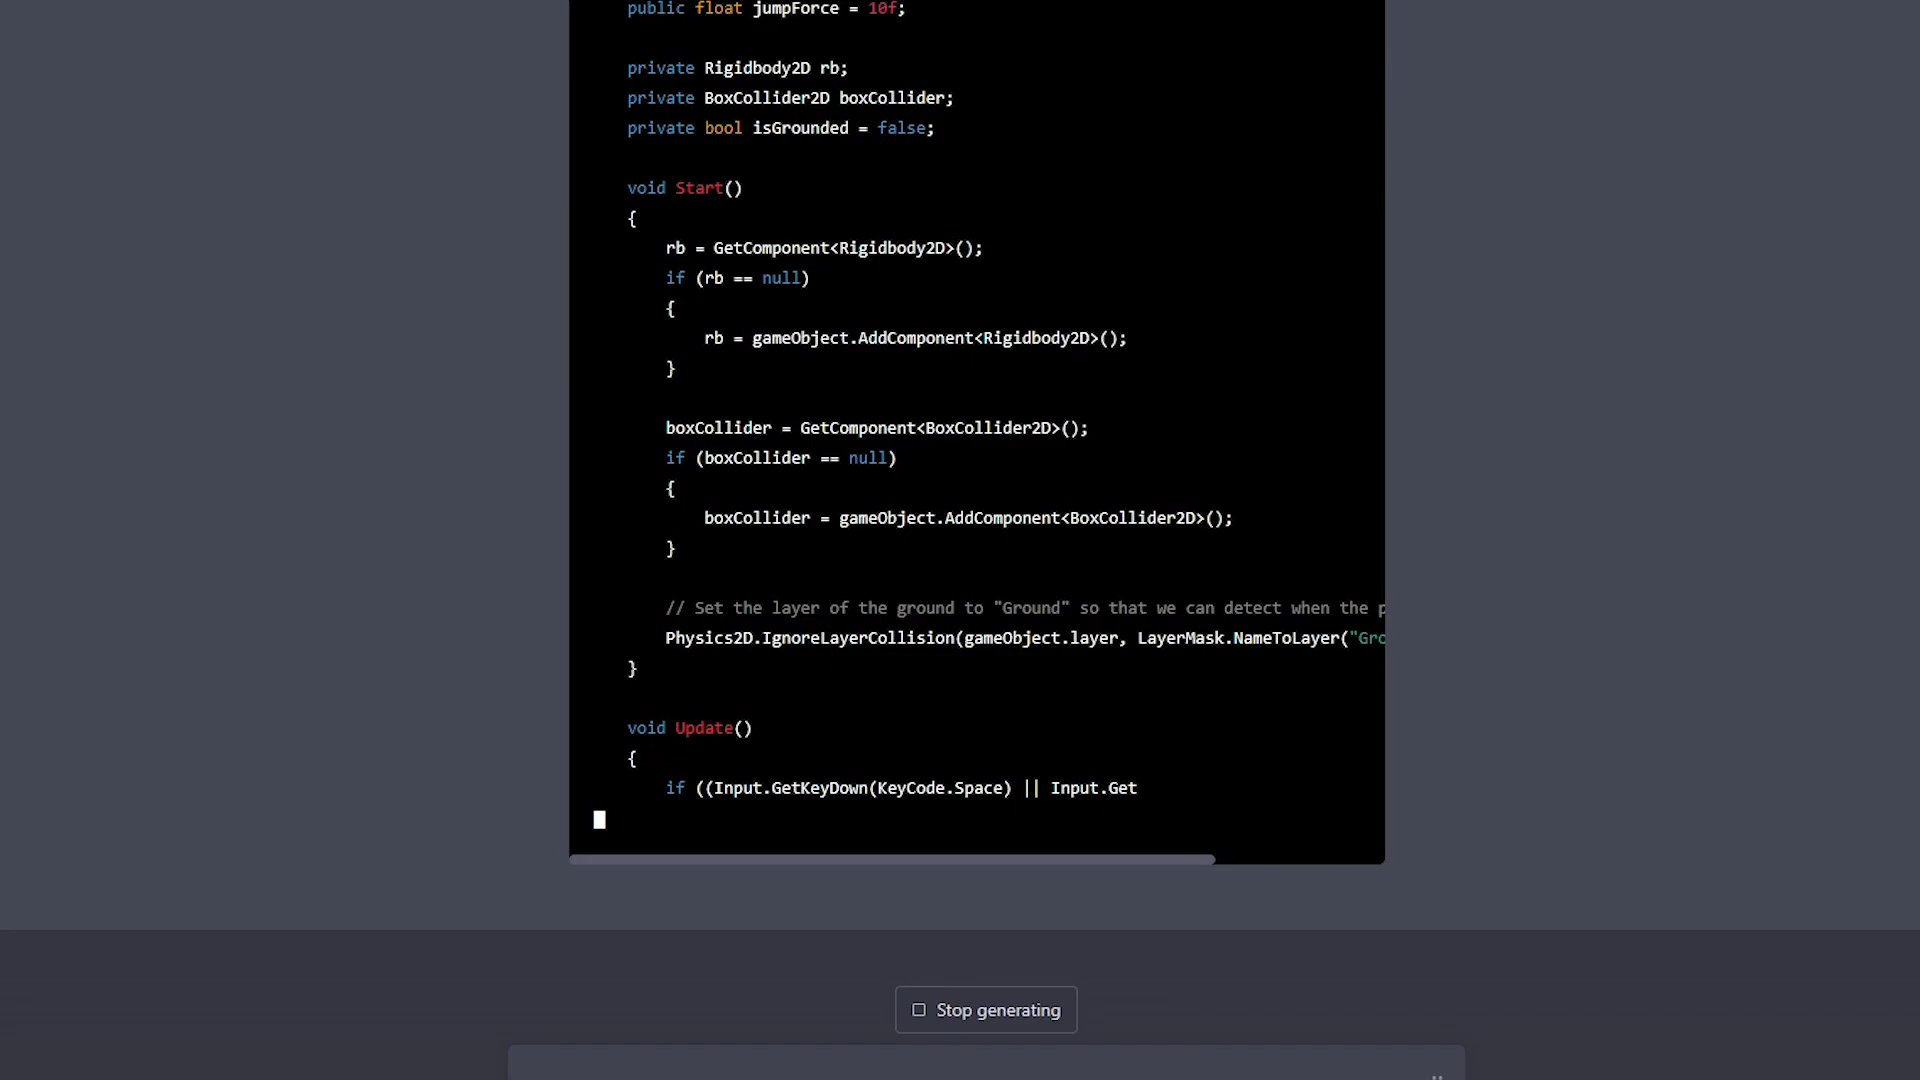 public float jumpForce = 10f;
private Rigidbody2D rb;
private BoxCollider2D boxCollider;
private bool isGrounded = false;
void Start()
{
rb = GetComponent<Rigidbody2D>();
if (rb == null)
{
rb = gameObject.AddComponent<Rigidbody2D>();
}
boxCollider = GetComponent<BoxCollider2D>();
if (boxCollider == null)
{
boxCollider = gameObject.AddComponent<BoxCollider2D>();
}
// Set the layer of the ground to "Ground" so that we can detect when the p
Physics2D.IgnoreLayerCollision(gameObject.layer, LayerMask.NameToLayer("Gro
}
void Update()
{
if ((Input.GetKeyDown(KeyCode.Space) || Input.Get
Stop generating